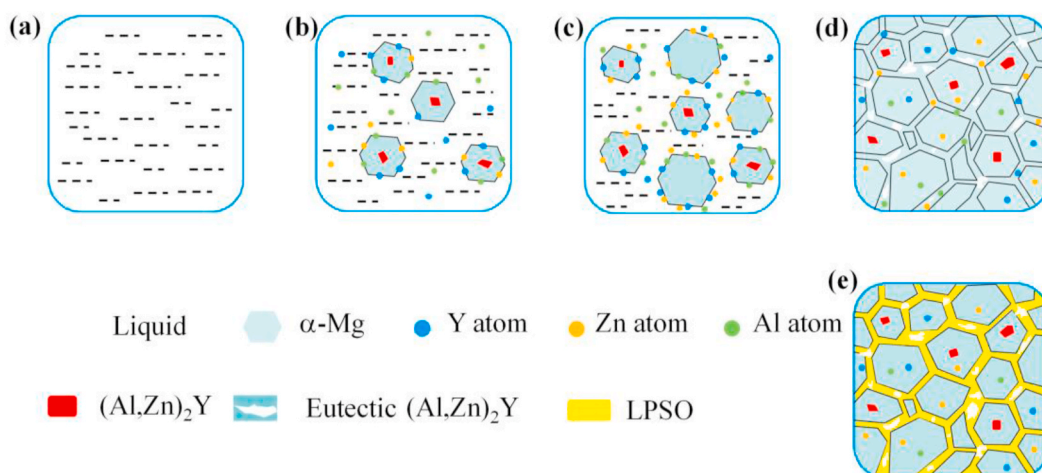 (a)
(b)
(c)
(d)
(e)
Liquid
α-Mg
Y atom
Zn atom
Al atom
(Al,Zn)₂Y
Eutectic (Al,Zn)₂Y
LPSO